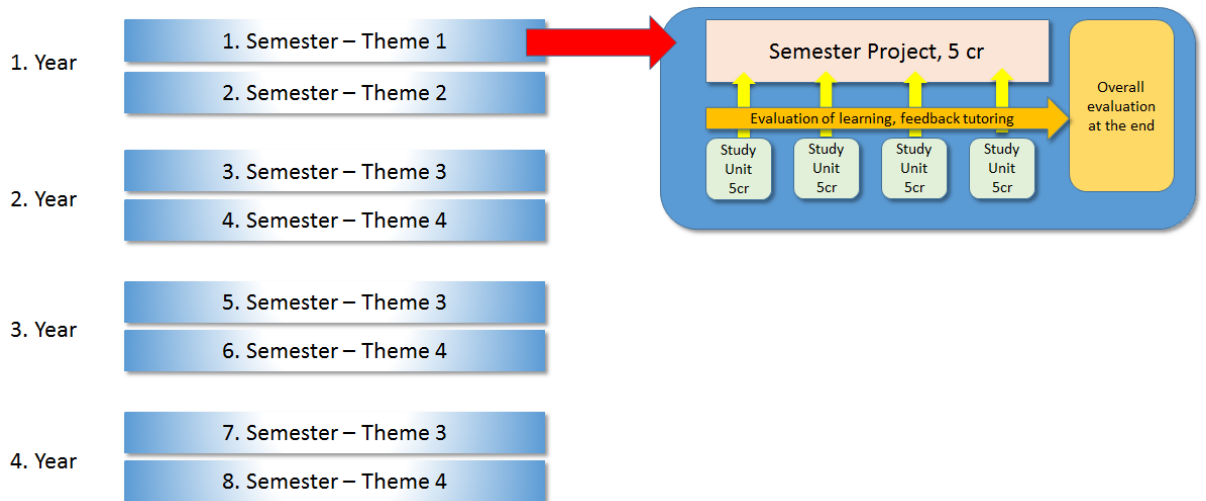 1. Year
1. Semester – Theme 1
2. Semester – Theme 2
2. Year
3. Semester – Theme 3
4. Semester – Theme 4
3. Year
5. Semester – Theme 3
6. Semester – Theme 4
4. Year
7. Semester – Theme 3
8. Semester – Theme 4
Semester Project, 5 cr
Evaluation of learning, feedback tutoring
Study
Unit
5cr
Study
Unit
5cr
Study
Unit
5cr
Study
Unit
5cr
Overall
evaluation
at the end